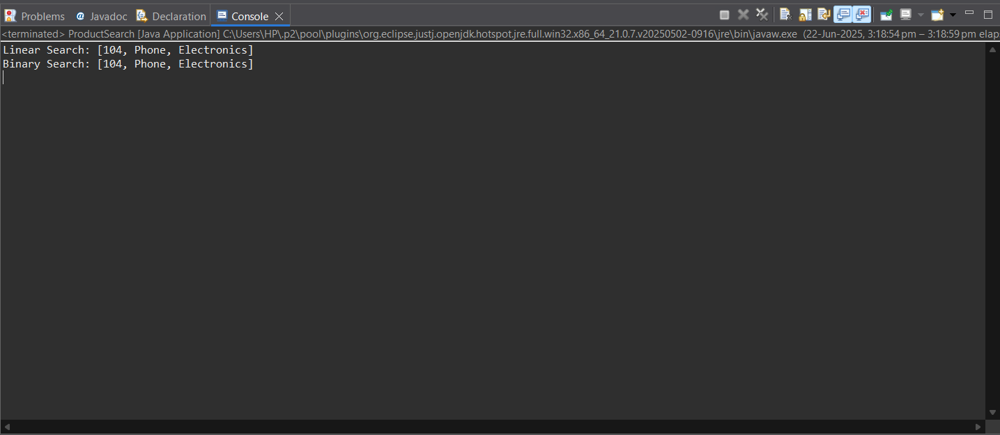 Problems @ Javadoc Declaration Console
<terminated> ProductSearch [Java Application] C:\Users\HP\.p2\pool\plugins\org.eclipse.justj.openjdk.hotspot.jre.full.win32.x86_64_21.0.7.v20250502-0916\jre\bin\javaw.exe (22-Jun-2025, 3:18:54 pm – 3:18:59 pm elap
Linear Search: [104, Phone, Electronics]
Binary Search: [104, Phone, Electronics]